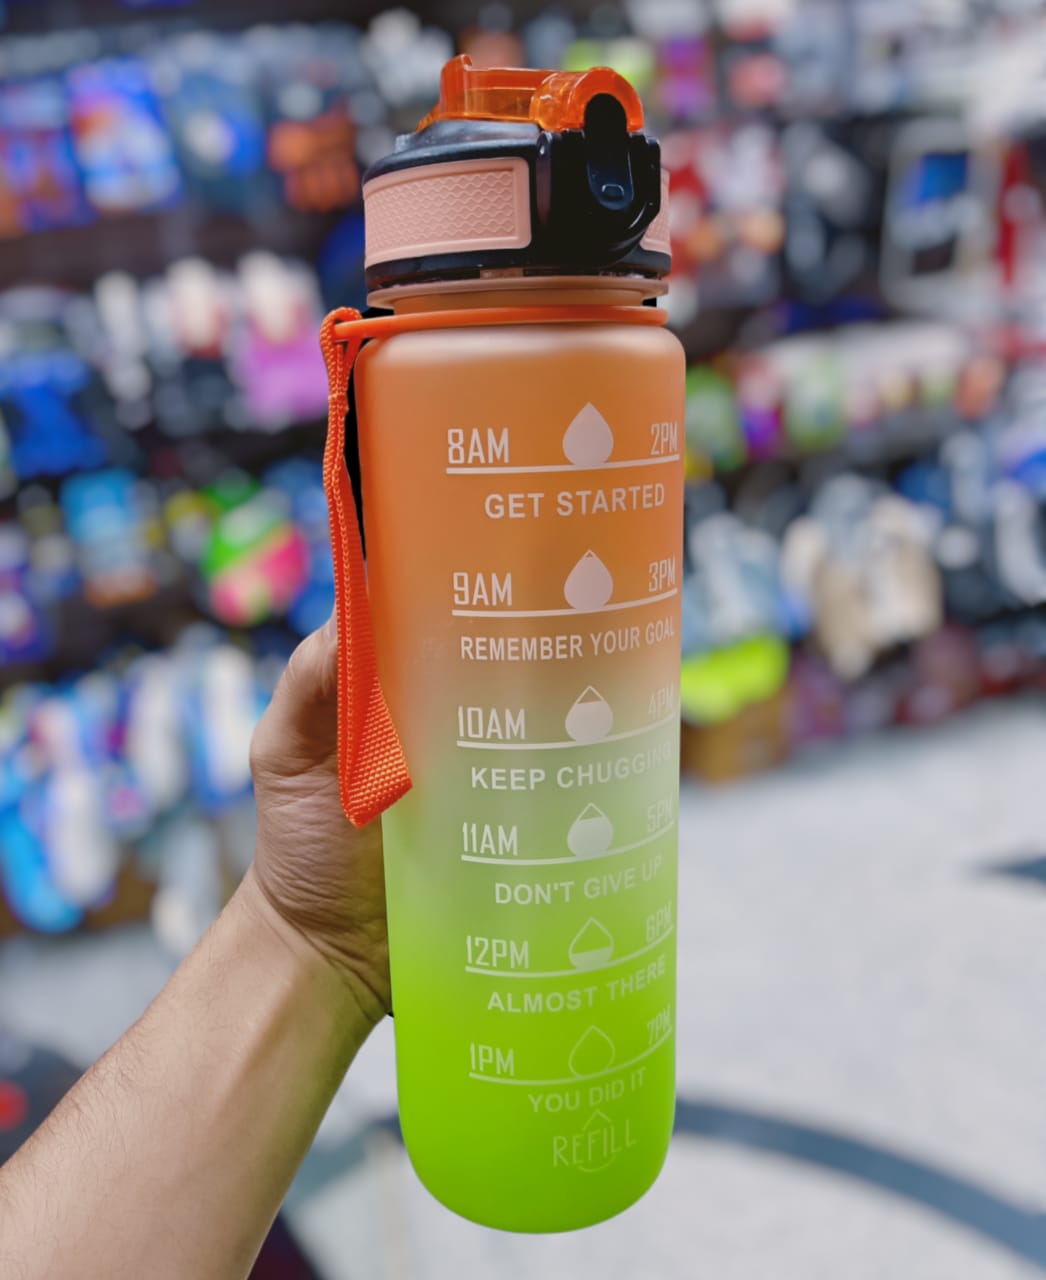 8AM 2PM
GET STARTED
9AM 3PM
REMEMBER YOUR GOAL
10AM 4PM
KEEP CHUGGING
11AM 5PM
DON'T GIVE UP
12PM 6PM
ALMOST THERE
1PM 7PM
YOU DID IT
REFILL